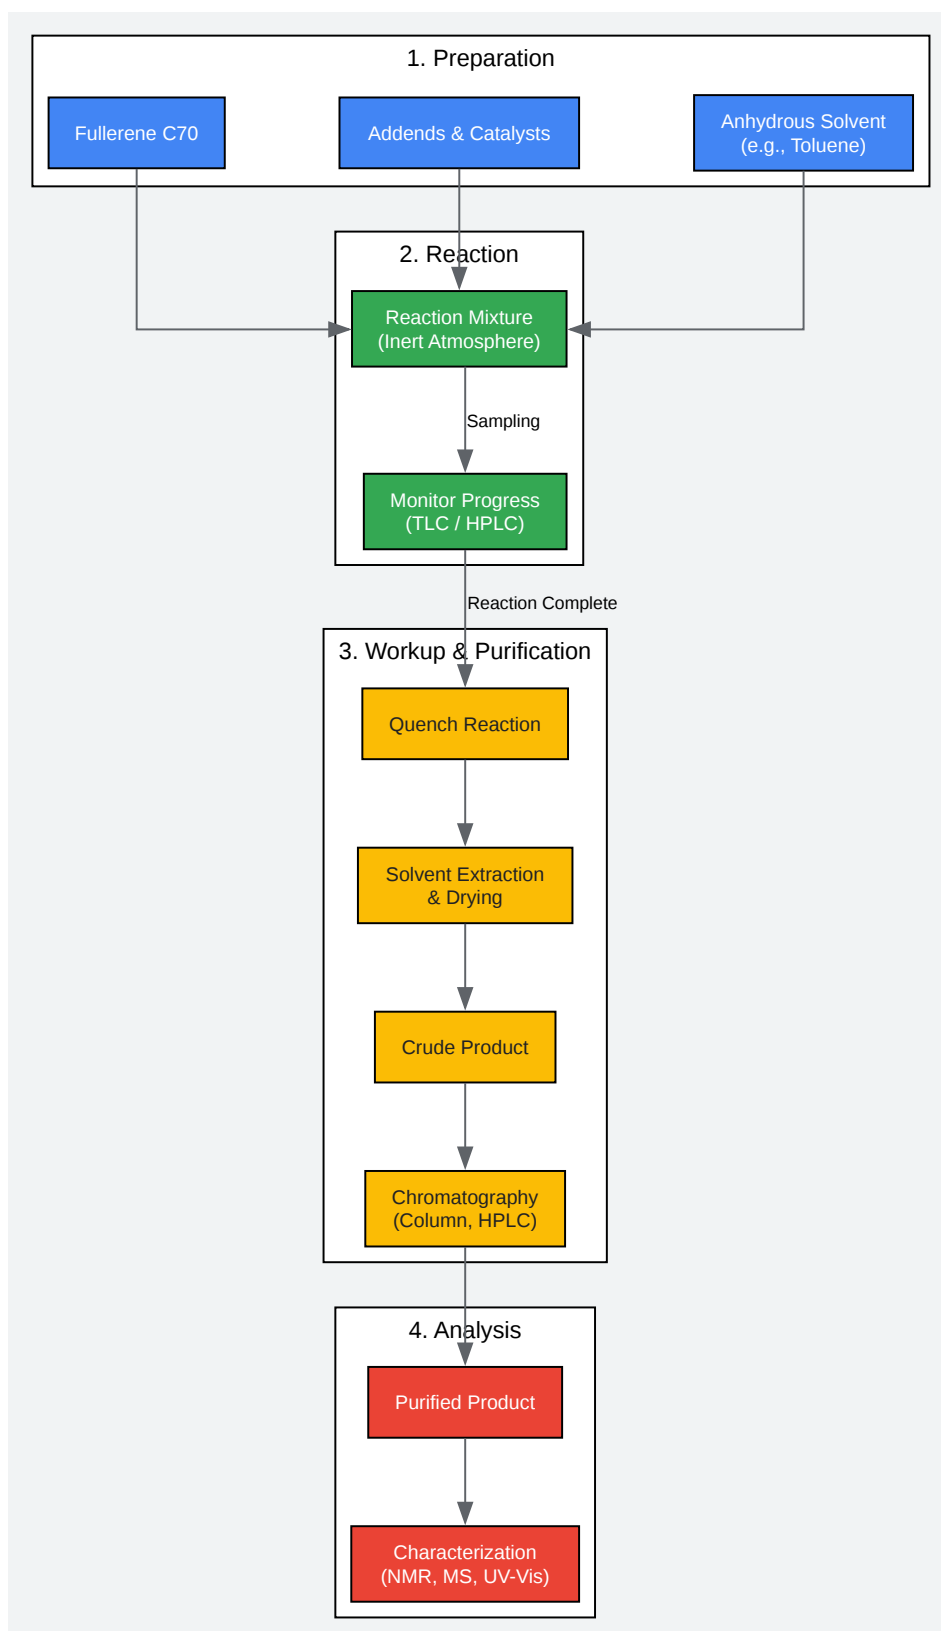 1. Preparation
Fullerene C70
Addends & Catalysts
Anhydrous Solvent
(e.g., Toluene)
2. Reaction
Reaction Mixture
(Inert Atmosphere)
Sampling
Monitor Progress
(TLC / HPLC)
Reaction Complete
3. Workup & Purification
Quench Reaction
Solvent Extraction
& Drying
Crude Product
Chromatography
(Column, HPLC)
4. Analysis
Purified Product
Characterization
(NMR, MS, UV-Vis)